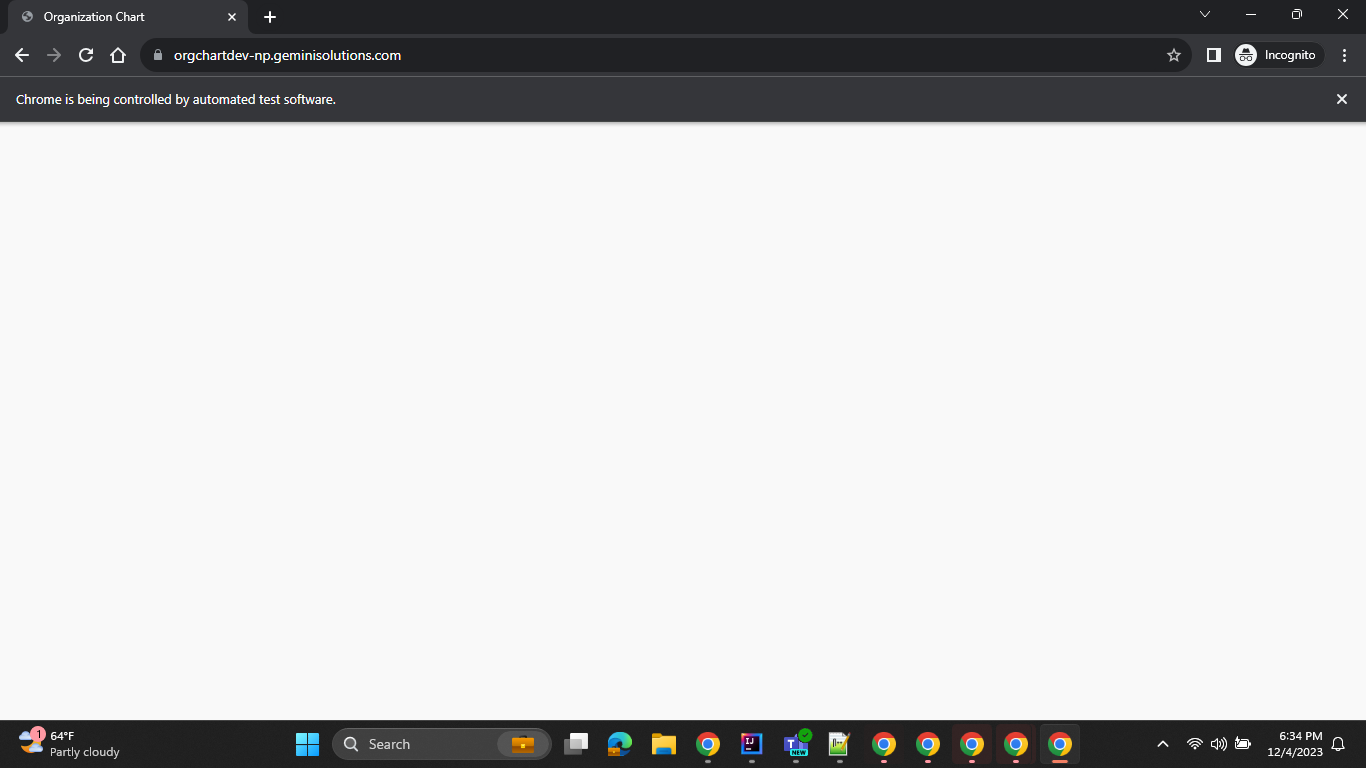 Organization Chart
orgchartdev-np.geminisolutions.com
Incognito
Chrome is being controlled by automated test software.
1
64°F
Partly cloudy
Search
IJ
T
NEW
6:34 PM
12/4/2023